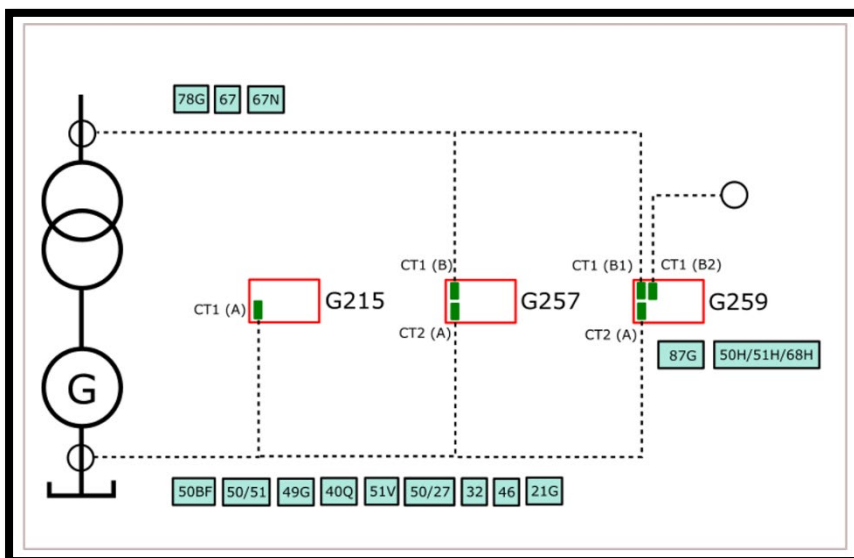 78G 67 67N
CT1 (B) CT1 (B1) CT1 (B2)
CT1 (A) G215 G257 G259
CT2 (A) CT2 (A)
87G 50H/51H/68H
G
50BF 50/51 49G 40Q 51V 50/27 32 46 21G